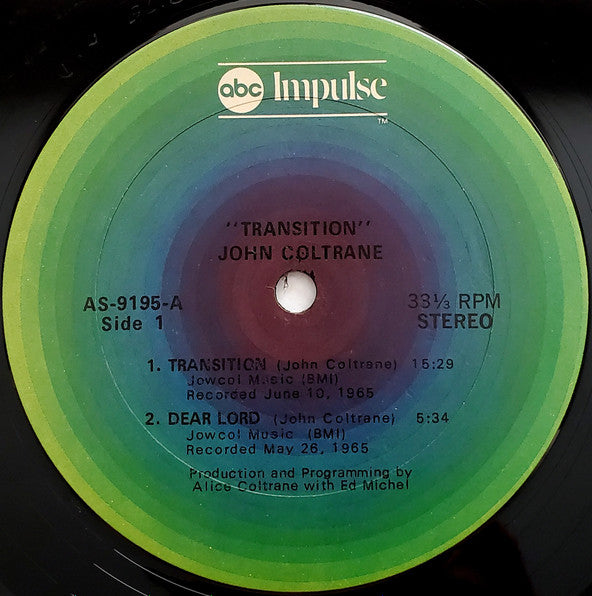 abc Impulse
TM
"TRANSITION"
JOHN COLTRANE
AS-9195-A
33⅓ RPM
Side 1
STEREO
1. TRANSITION (John Coltrane) 15:29
Jowcol Music (BMI)
Recorded June 10, 1965
2. DEAR LORD (John Coltrane) 5:34
Jowcol Music (BMI)
Recorded May 26, 1965
Production and Programming by
Alice Coltrane with Ed Michel